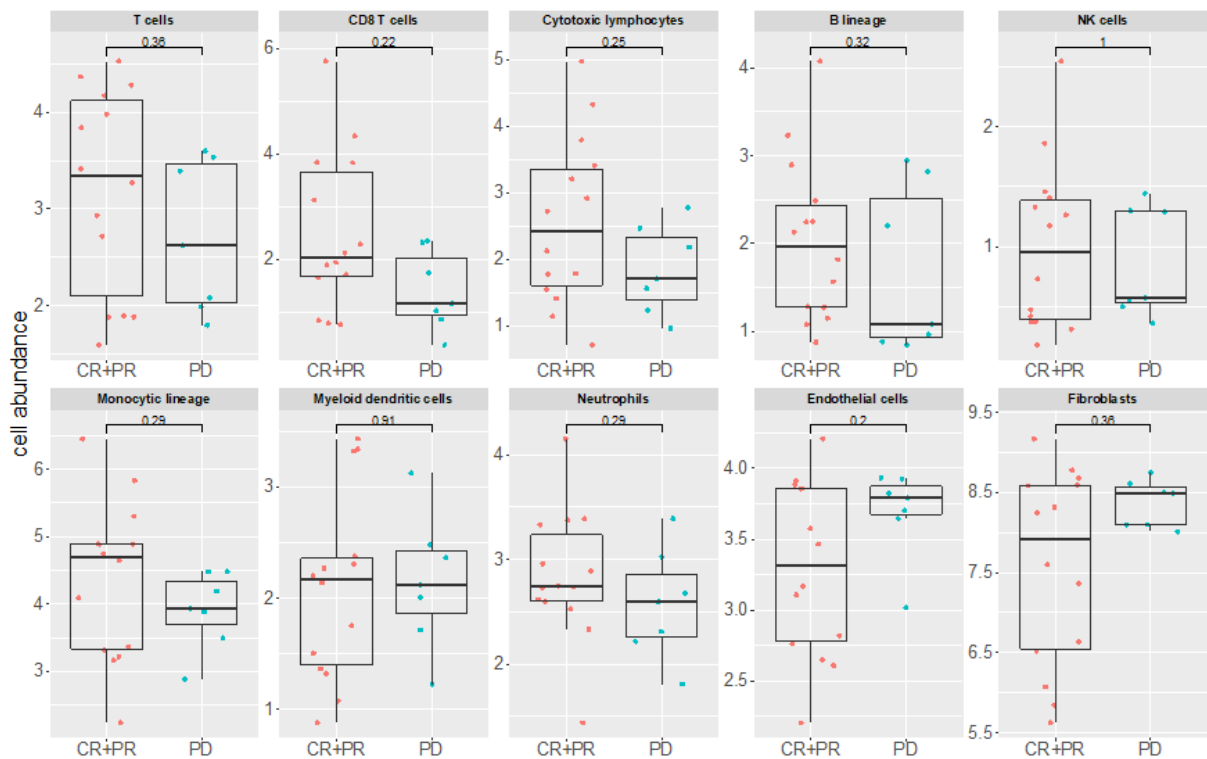 T cells
CD8 T cells
Cytotoxic lymphocytes
B lineage
NK cells
0.36
0.22
0.25
0.32
1
4
3
2
6
4
2
5
4
3
2
1
4
3
2
1
2
1
CR+PR
PD
CR+PR
PD
CR+PR
PD
CR+PR
PD
CR+PR
PD
cell abundance
Monocytic lineage
Myeloid dendritic cells
Neutrophils
Endothelial cells
Fibroblasts
0.29
0.91
0.29
0.2
0.36
6
5
4
3
3
2
1
4
3
2
4.0
3.5
3.0
2.5
9.5
8.5
7.5
6.5
5.5
CR+PR
PD
CR+PR
PD
CR+PR
PD
CR+PR
PD
CR+PR
PD